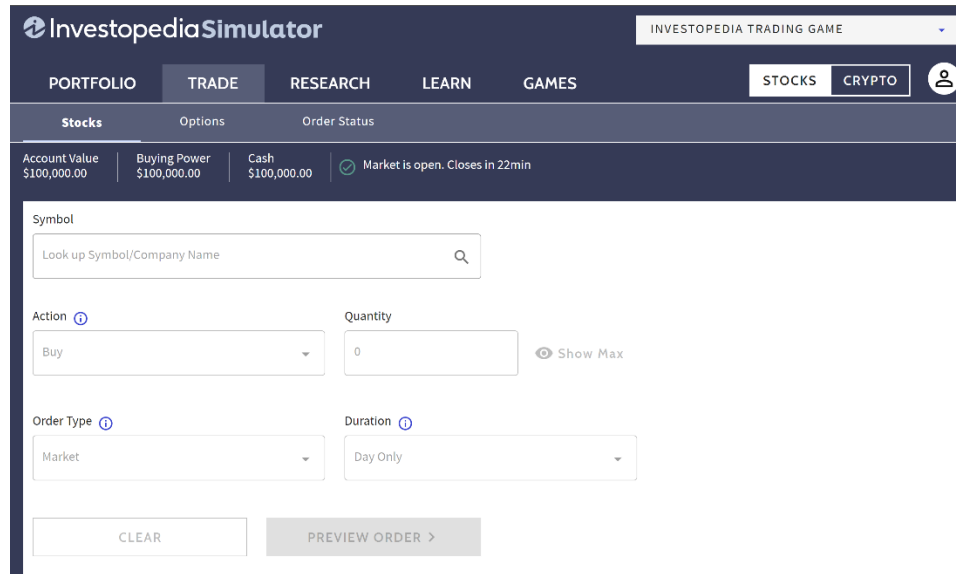 Investopedia Simulator
INVESTOPEDIA TRADING GAME
PORTFOLIO TRADE RESEARCH LEARN GAMES STOCKS CRYPTO
Stocks Options Order Status
Account Value Buying Power Cash
$100,000.00 $100,000.00 $100,000.00
Market is open. Closes in 22min
Symbol
Look up Symbol/Company Name
Action Quantity
Buy 0 Show Max
Order Type Duration
Market Day Only
CLEAR PREVIEW ORDER >